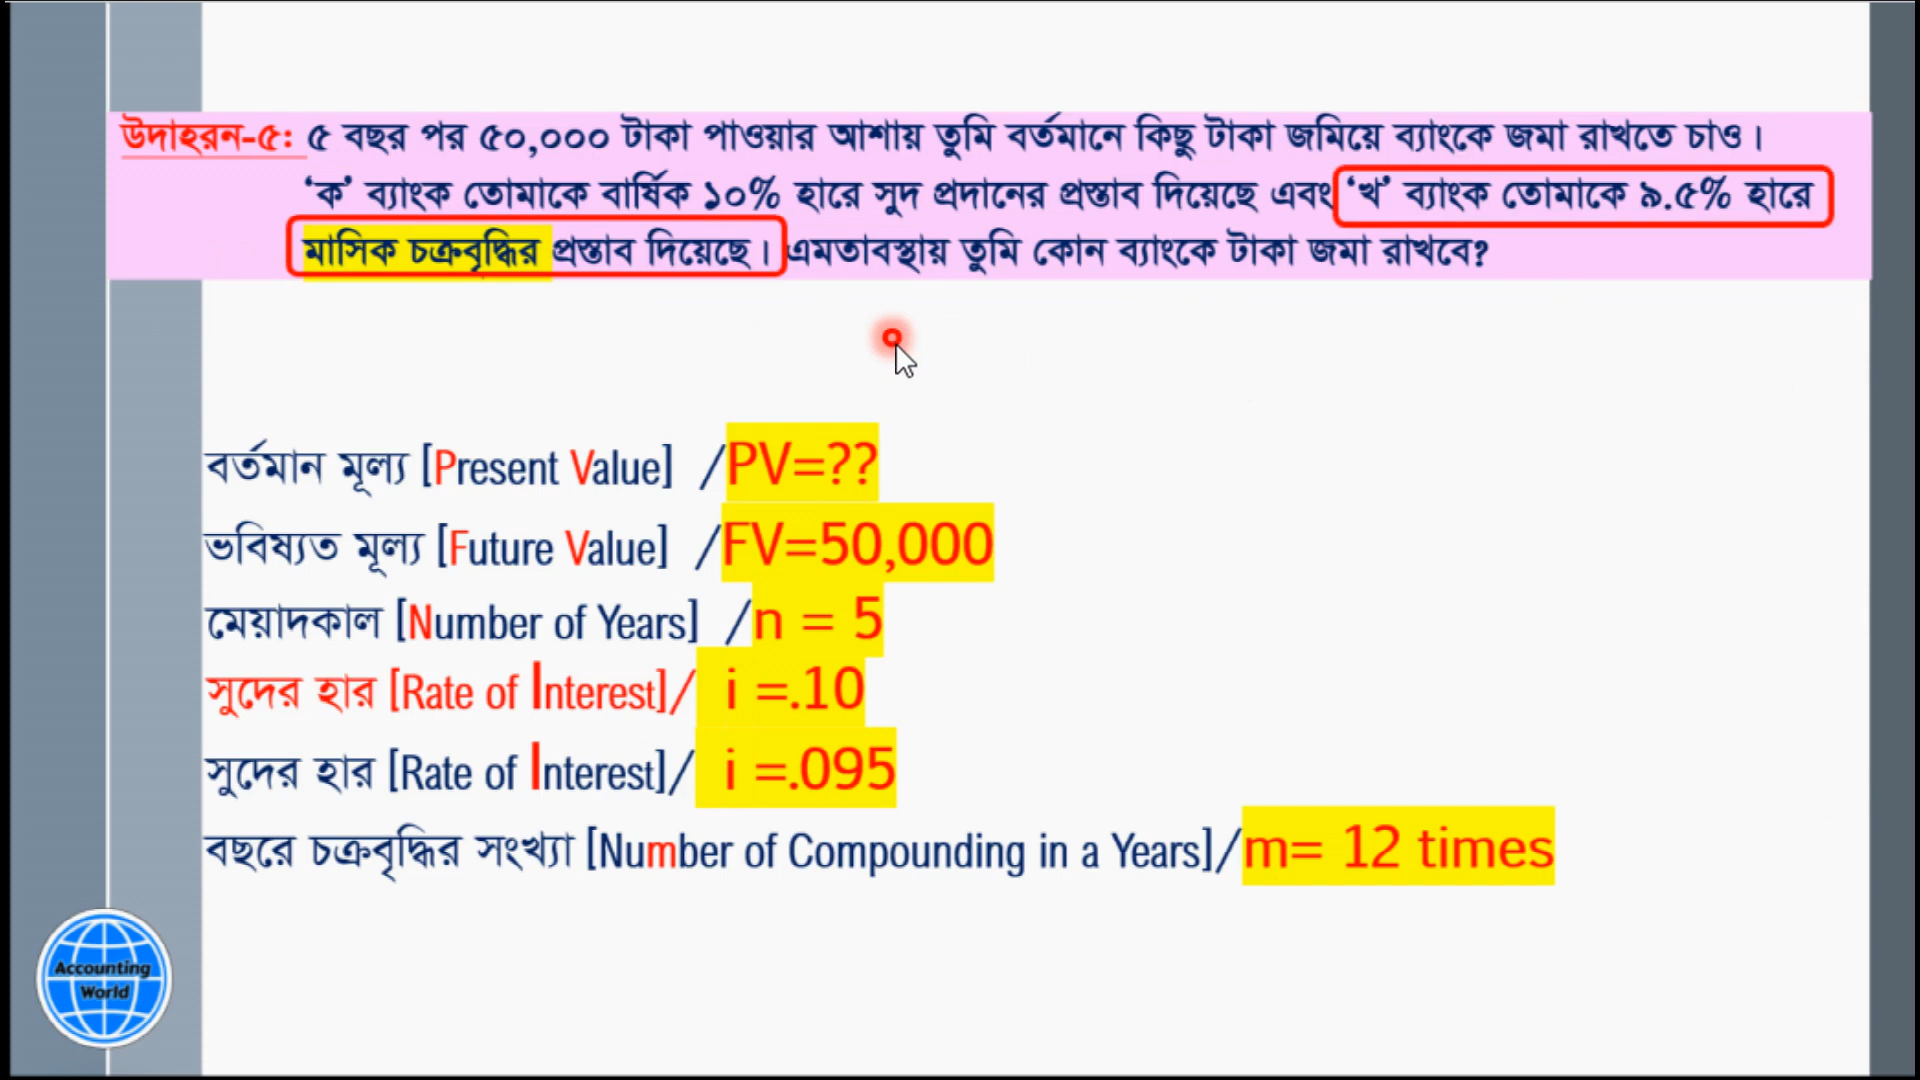 উদাহরন-৫: ৫ বছর পর ৫০,০০০ টাকা পাওয়ার আশায় তুমি বর্তমানে কিছু টাকা জমিয়ে ব্যাংকে জমা রাখতে চাও।
‘ক’ ব্যাংক তোমাকে বার্ষিক ১০% হারে সুদ প্রদানের প্রস্তাব দিয়েছে এবং ‘খ’ ব্যাংক তোমাকে ৯.৫% হারে
মাসিক চক্রবৃদ্ধির প্রস্তাব দিয়েছে। এমতাবস্থায় তুমি কোন ব্যাংকে টাকা জমা রাখবে?
বর্তমান মূল্য [Present Value] /PV=??
ভবিষ্যত মূল্য [Future Value] /FV=50,000
মেয়াদকাল [Number of Years] /n = 5
সুদের হার [Rate of Interest]/ i =.10
সুদের হার [Rate of Interest]/ i =.095
বছরে চক্রবৃদ্ধির সংখ্যা [Number of Compounding in a Years]/m= 12 times
Accounting
World